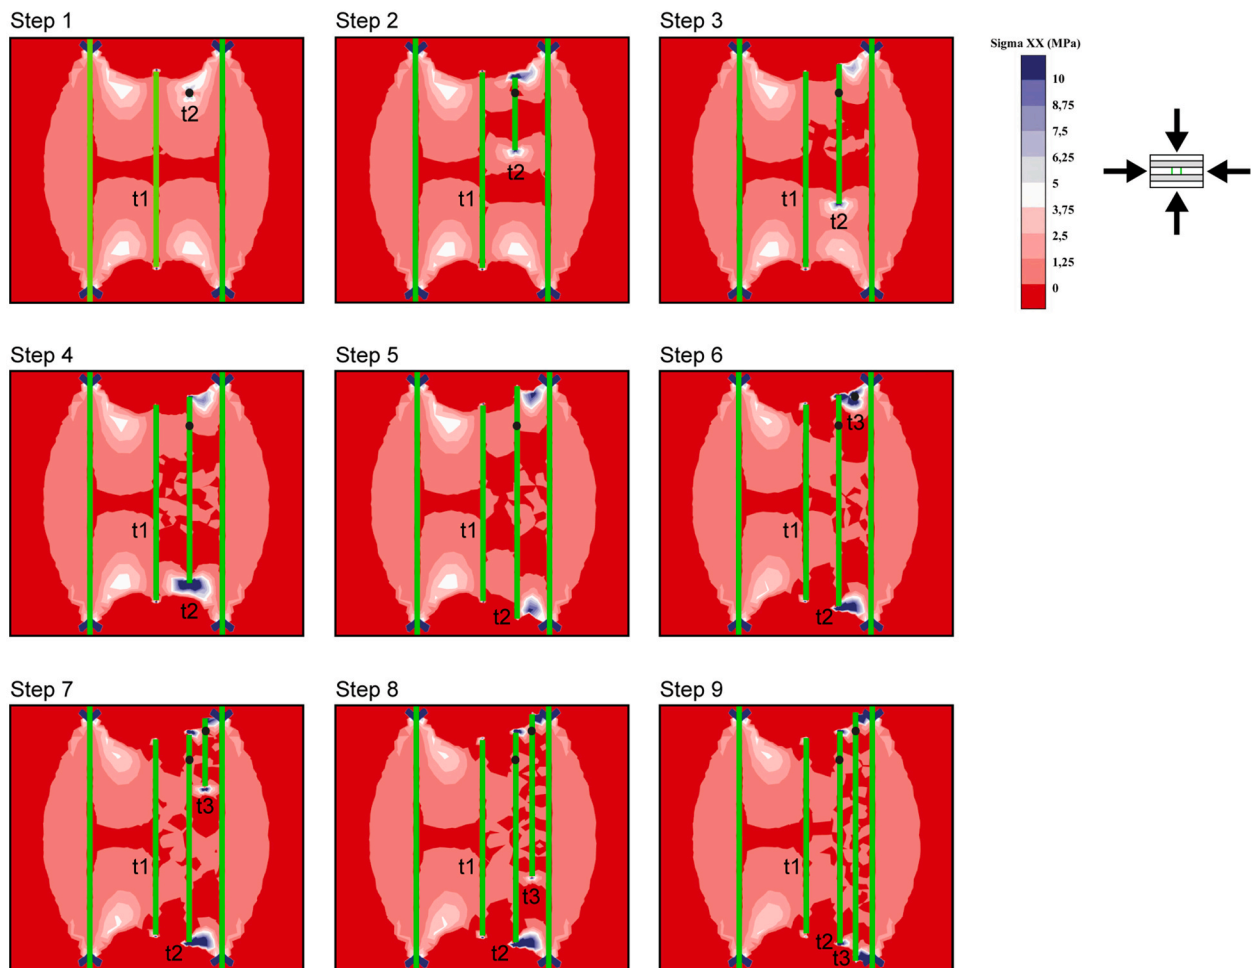 Step 1
Step 2
Step 3
Sigma XX (MPa)
10
8,75
7,5
6,25
5
3,75
2,5
1,25
0
t2
t1
t2
t1
t1
t2
Step 4
Step 5
Step 6
t3
t1
t1
t1
t2
t2
t2
Step 7
Step 8
Step 9
t3
t1
t1
t1
t3
t2
t2
t2
t3